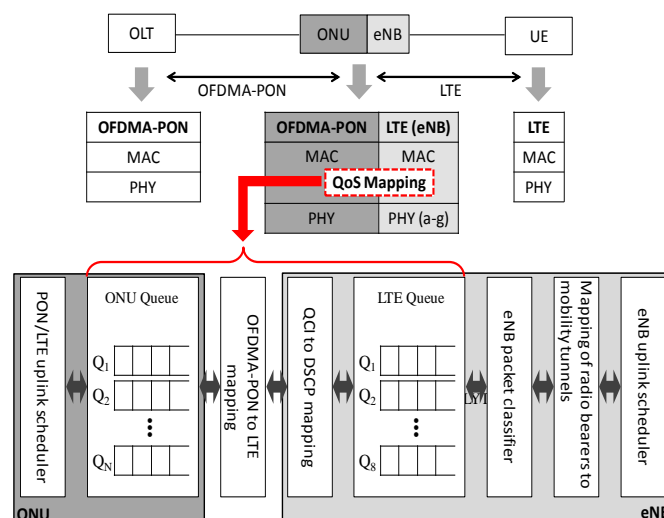 OLT
ONU
eNB
UE
OFDMA-PON
LTE
OFDMA-PON
MAC
PHY
OFDMA-PON
LTE (eNB)
MAC
MAC
QoS Mapping
PHY
PHY (a-g)
LTE
MAC
PHY
PON/LTE uplink scheduler
ONU Queue
Q1
Q2
QN
OFDMA-PON to LTE
mapping
QCI to DSCP mapping
LTE Queue
Q1
Q2
Q8
eNB packet classifier
Mapping of radio bearers to
mobility tunnels
eNB uplink scheduler
ONU
eNB